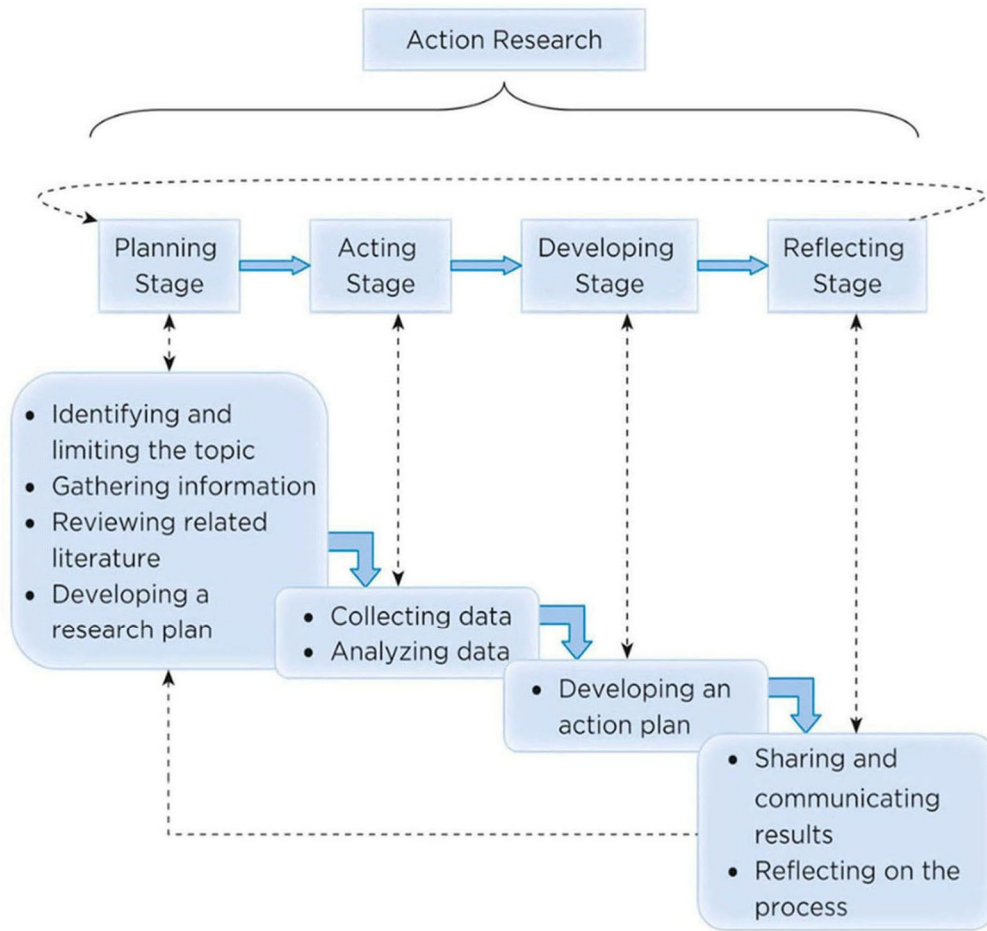 Action Research
Planning
Stage
Acting
Stage
Developing
Stage
Reflecting
Stage
• Identifying and
limiting the topic
• Gathering information
• Reviewing related
literature
• Developing a
research plan
• Collecting data
• Analyzing data
• Developing an
action plan
• Sharing and
communicating
results
• Reflecting on the
process